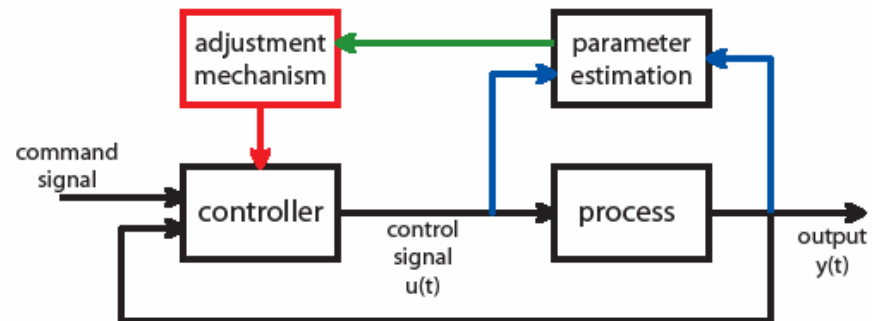 adjustment
mechanism
parameter
estimation
command
signal
controller
control
signal
u(t)
process
output
y(t)